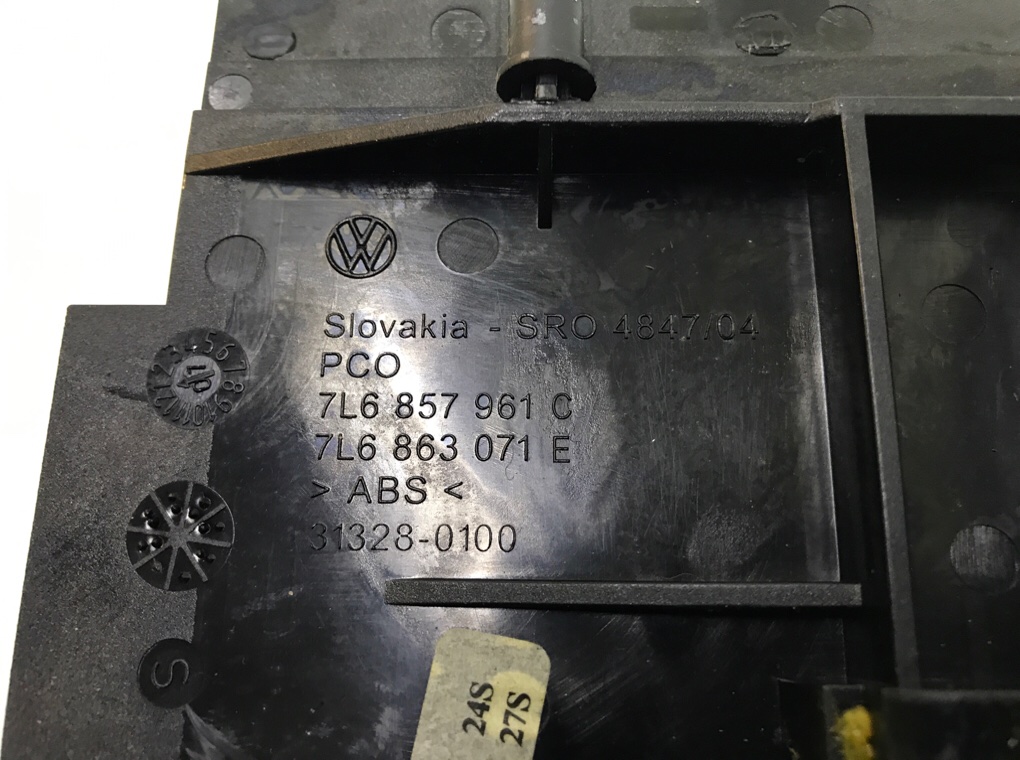 Slovakia - SRO 4847/04
PCO
7L6 857 961 C
7L6 863 071 E
> ABS <
31328-0100
S
24S
27S